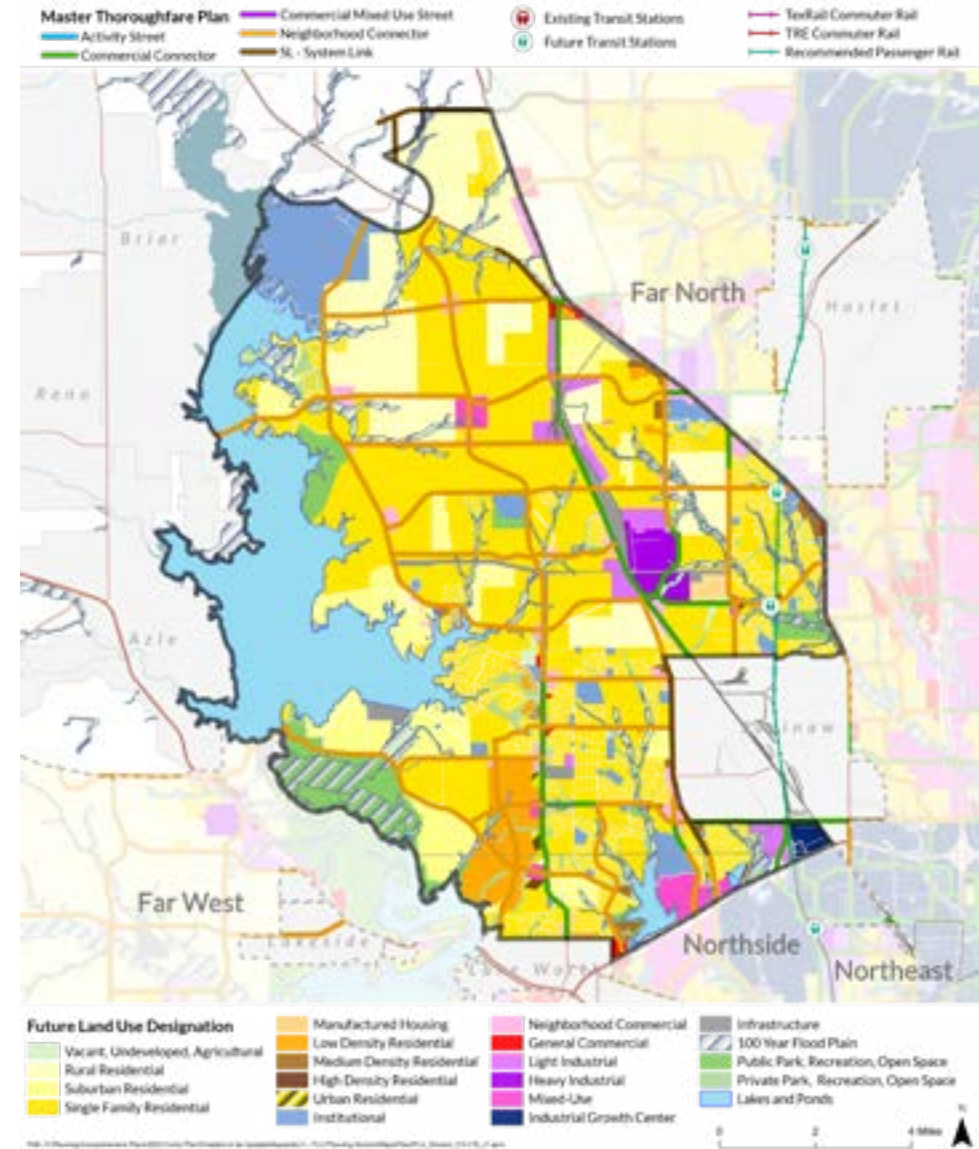 Master Thoroughfare Plan
Activity Street
Commercial Connector
Commercial Mixed Use Street
Neighborhood Connector
SL - System Link
Existing Transit Stations
Future Transit Stations
TexRail Commuter Rail
TRE Commuter Rail
Recommended Passenger Rail
Briar
Far North
Haslet
Reno
Azle
inaw
Far West
Lakeside
Northside
Lake Wort
Northeast
Future Land Use Designation
Vacant, Undeveloped, Agricultural
Rural Residential
Suburban Residential
Single Family Residential
Manufactured Housing
Low Density Residential
Medium Density Residential
High Density Residential
Urban Residential
Institutional
Neighborhood Commercial
General Commercial
Light Industrial
Heavy Industrial
Mixed-Use
Industrial Growth Center
Infrastructure
100 Year Flood Plain
Public Park, Recreation, Open Space
Private Park, Recreation, Open Space
Lakes and Ponds
N
0 2 4 Miles